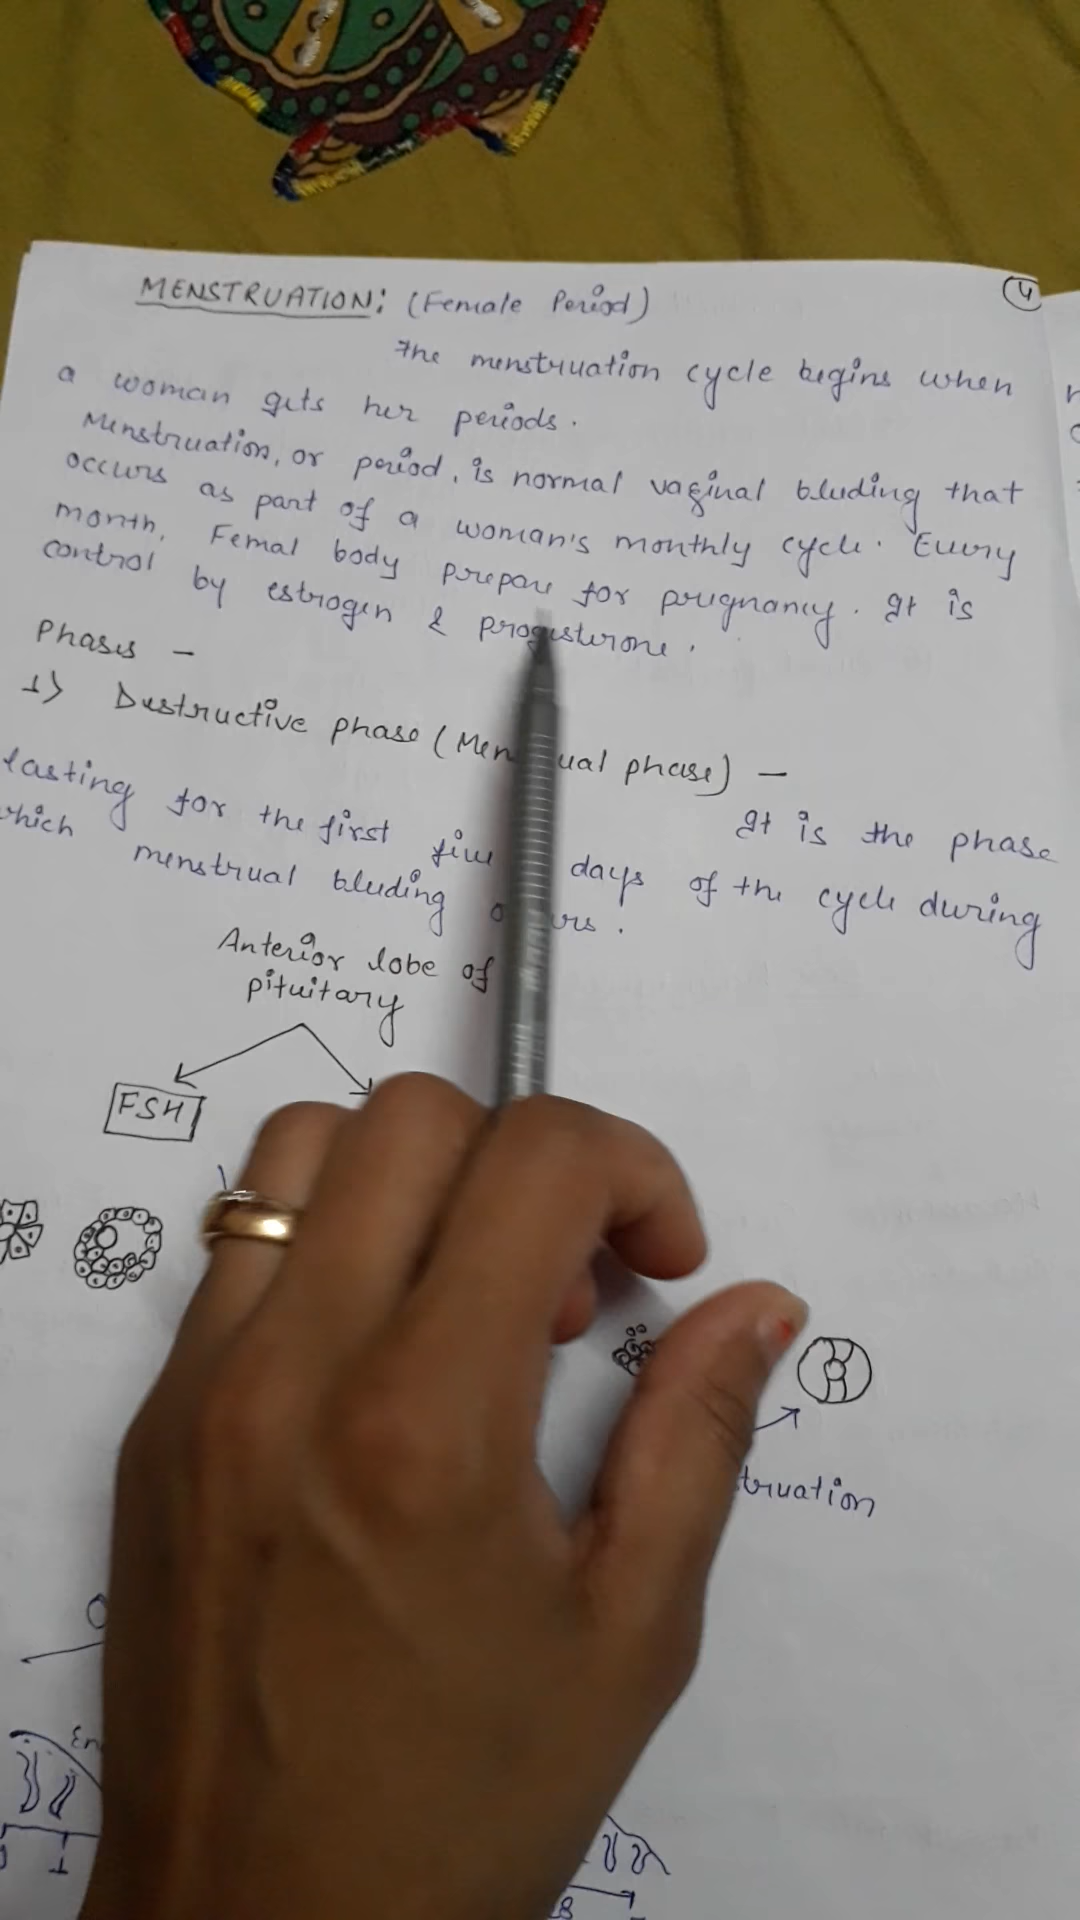 MENSTRUATION: (Female Period)
4
The menstruation cycle begins when
a woman gets her periods.
Menstruation, or period, is normal vaginal bleeding that
occurs as part of a woman's monthly cycle. Every
month, Femal body prepare for pregnancy. It is
control by estrogen & progesterone.
Phases -
1) Destructive phase (Men ual phase) -
It is the phase
lasting for the first five days of the cycle during
which menstrual bleeding o urs.
Anterior lobe of
pituitary
FSH
truation